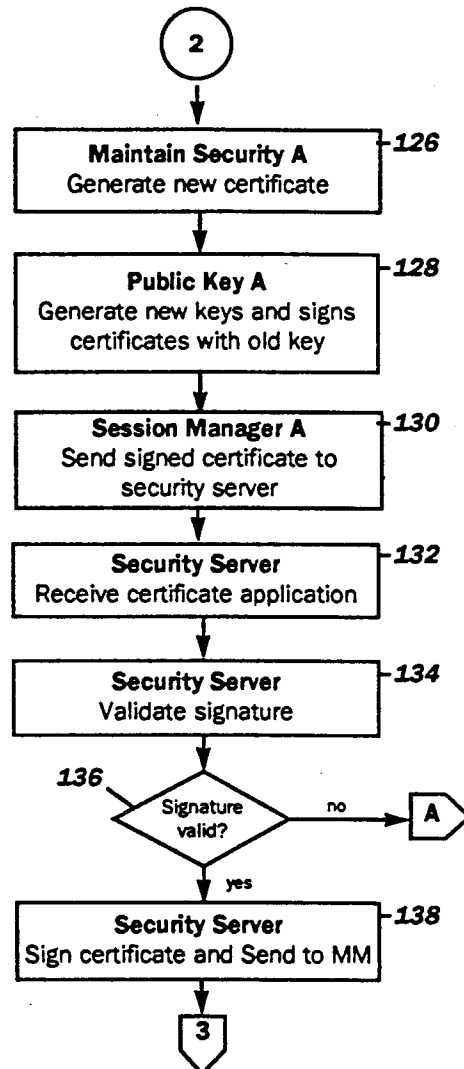 2
Maintain Security A
126
Generate new certificate
Public Key A
128
Generate new keys and signs
certificates with old key
Session Manager A
130
Send signed certificate to
security server
Security Server
132
Receive certificate application
Security Server
134
Validate signature
136
Signature
valid?
no
A
yes
Security Server
138
Sign certificate and Send to MM
3